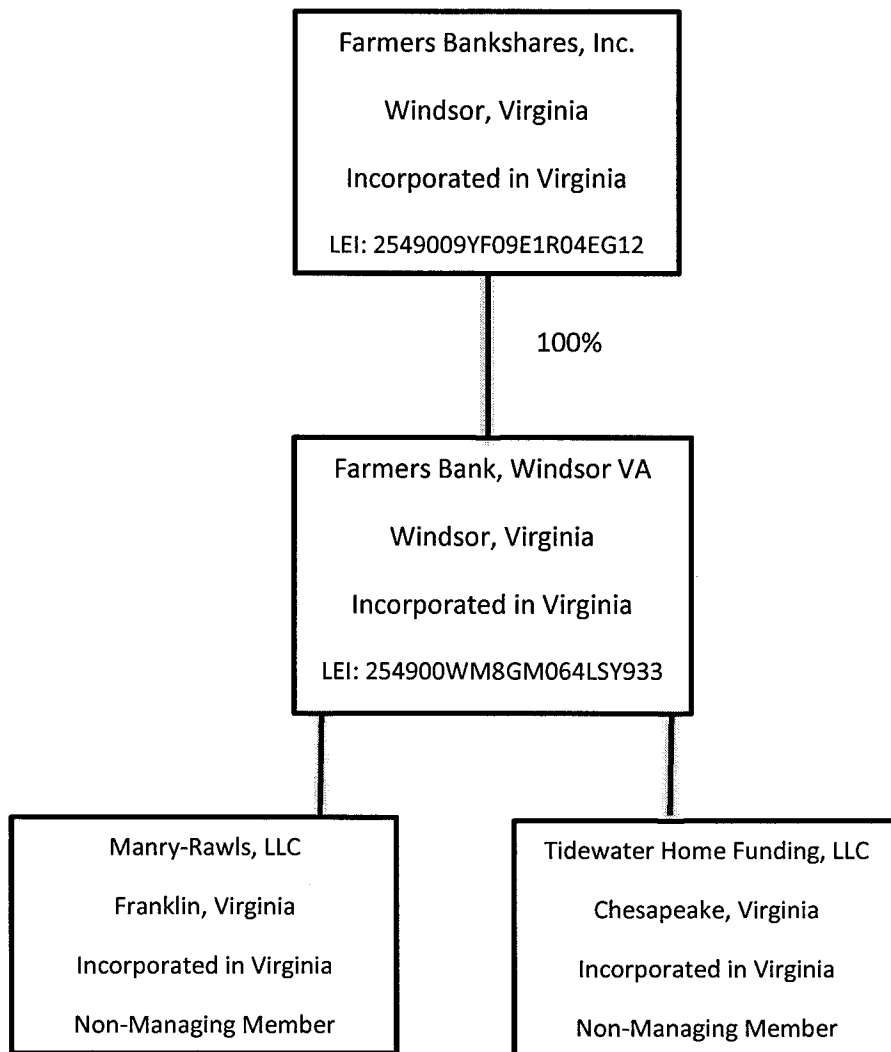 Farmers Bankshares, Inc.
Windsor, Virginia
Incorporated in Virginia
LEI: 2549009YF09E1R04EG12
100%
Farmers Bank, Windsor VA
Windsor, Virginia
Incorporated in Virginia
LEI: 254900WM8GM064LSY933
Manry-Rawls, LLC
Franklin, Virginia
Incorporated in Virginia
Non-Managing Member
Tidewater Home Funding, LLC
Chesapeake, Virginia
Incorporated in Virginia
Non-Managing Member